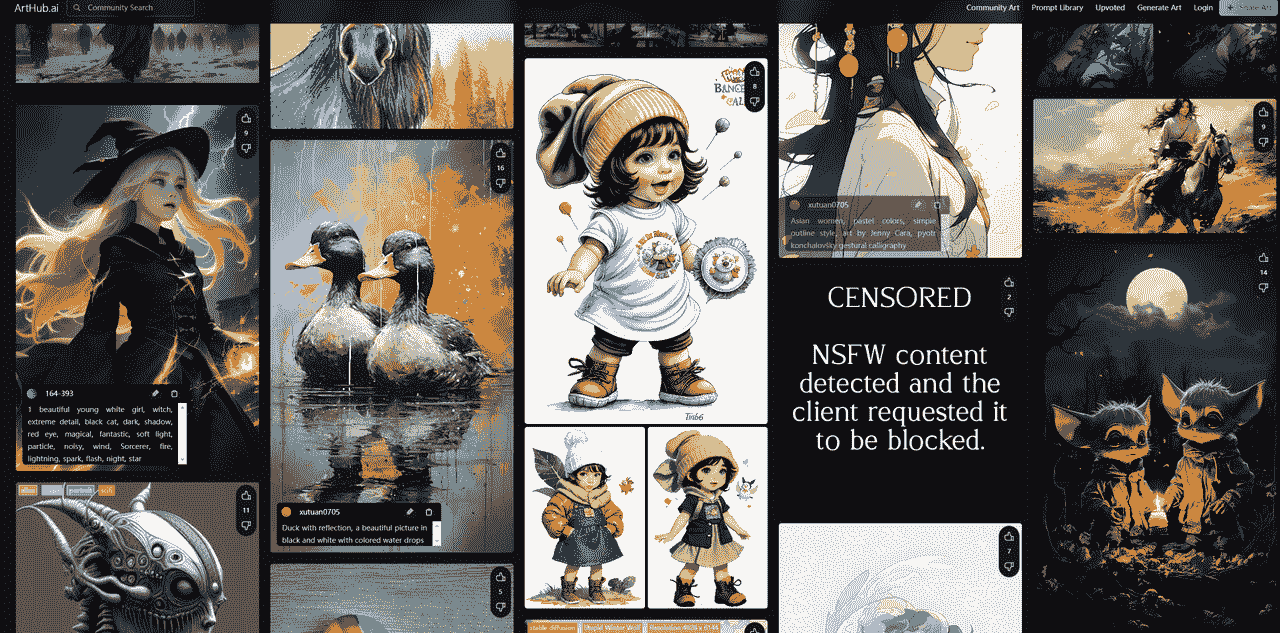 ArtHub.ai
Community Search
Community Art
Prompt Library
Upvoted
Generate Art
Login
Share Art
9
164-393
1 beautiful young white girl, witch,
extreme detail, black cat, dark, shadow,
red eye, magical, fantastic, soft light,
particle, noisy, wind, Sorcerer, fire,
lightning, spark, flash, night, star
portrait
11
16
xutuan0705
Duck with reflection, a beautiful picture in
black and white with colored water drops
5
8
stable diffusion
xutuan0705
Asian women, pastel colors, simple
outline style, art by Jenny Cara, pyotr
konchalovsky gestural calligraphy
2
CENSORED
NSFW content
detected and the
client requested it
to be blocked.
7
9
14